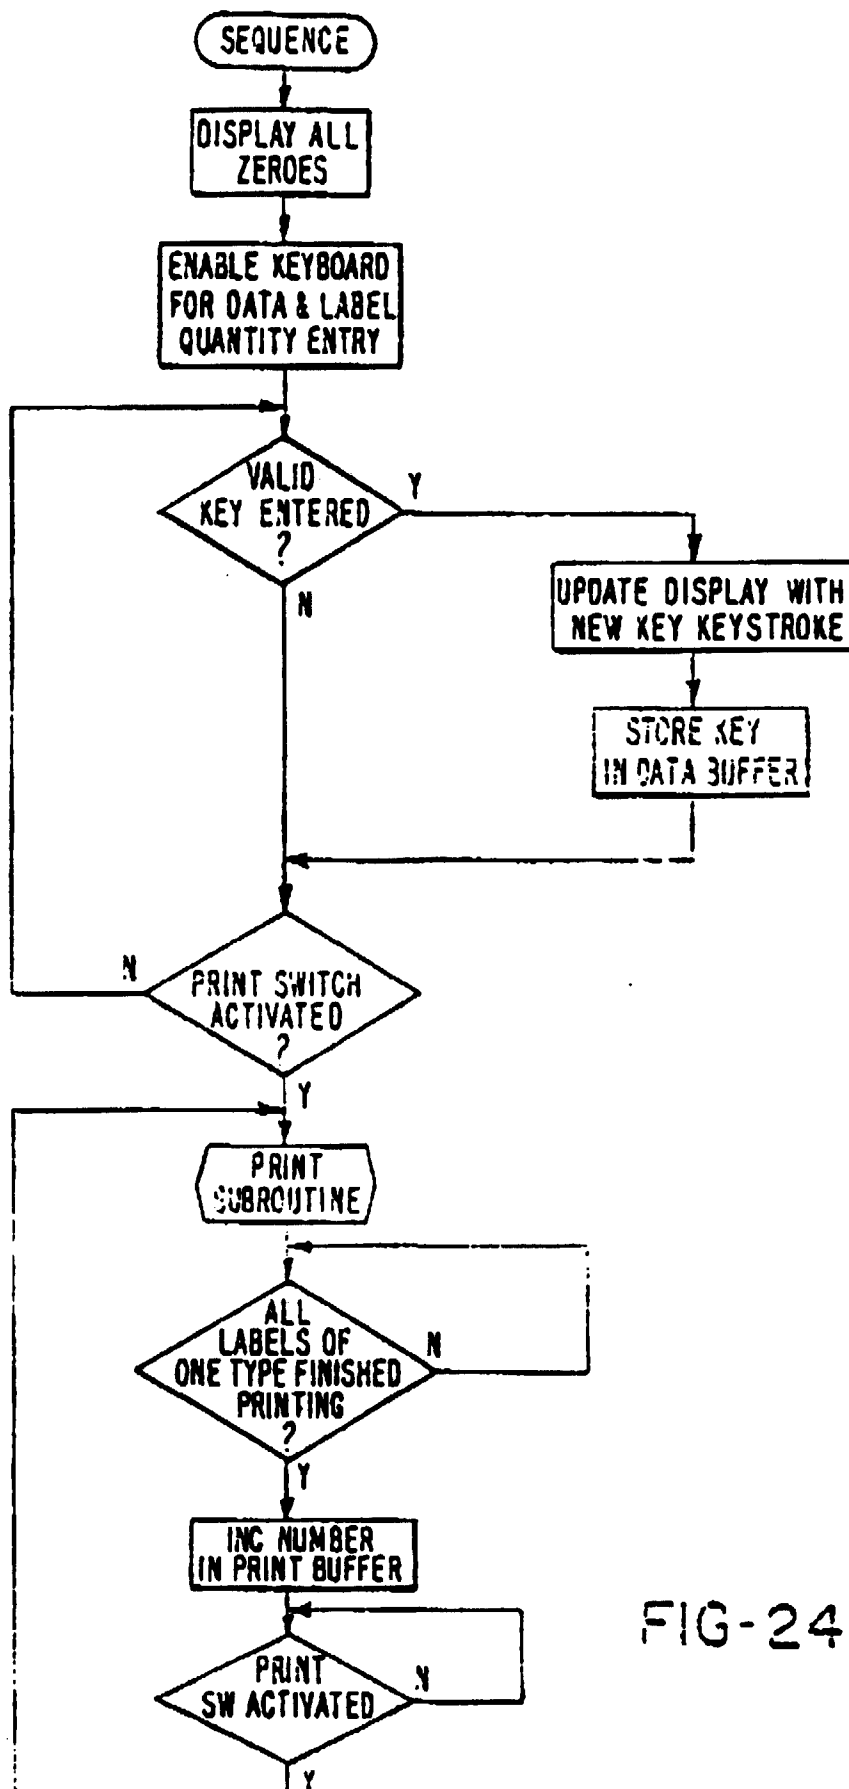 SEQUENCE
DISPLAY ALL
ZEROES
ENABLE KEYBOARD
FOR DATA & LABEL
QUANTITY ENTRY
VALID
KEY ENTERED
?
Y
N
UPDATE DISPLAY WITH
NEW KEY KEYSTROKE
STORE KEY
IN DATA BUFFER
N
PRINT SWITCH
ACTIVATED
?
Y
PRINT
SUBROUTINE
ALL
LABELS OF
ONE TYPE FINISHED
PRINTING
?
N
Y
INC NUMBER
IN PRINT BUFFER
PRINT
SW ACTIVATED
N
Y
FIG-24